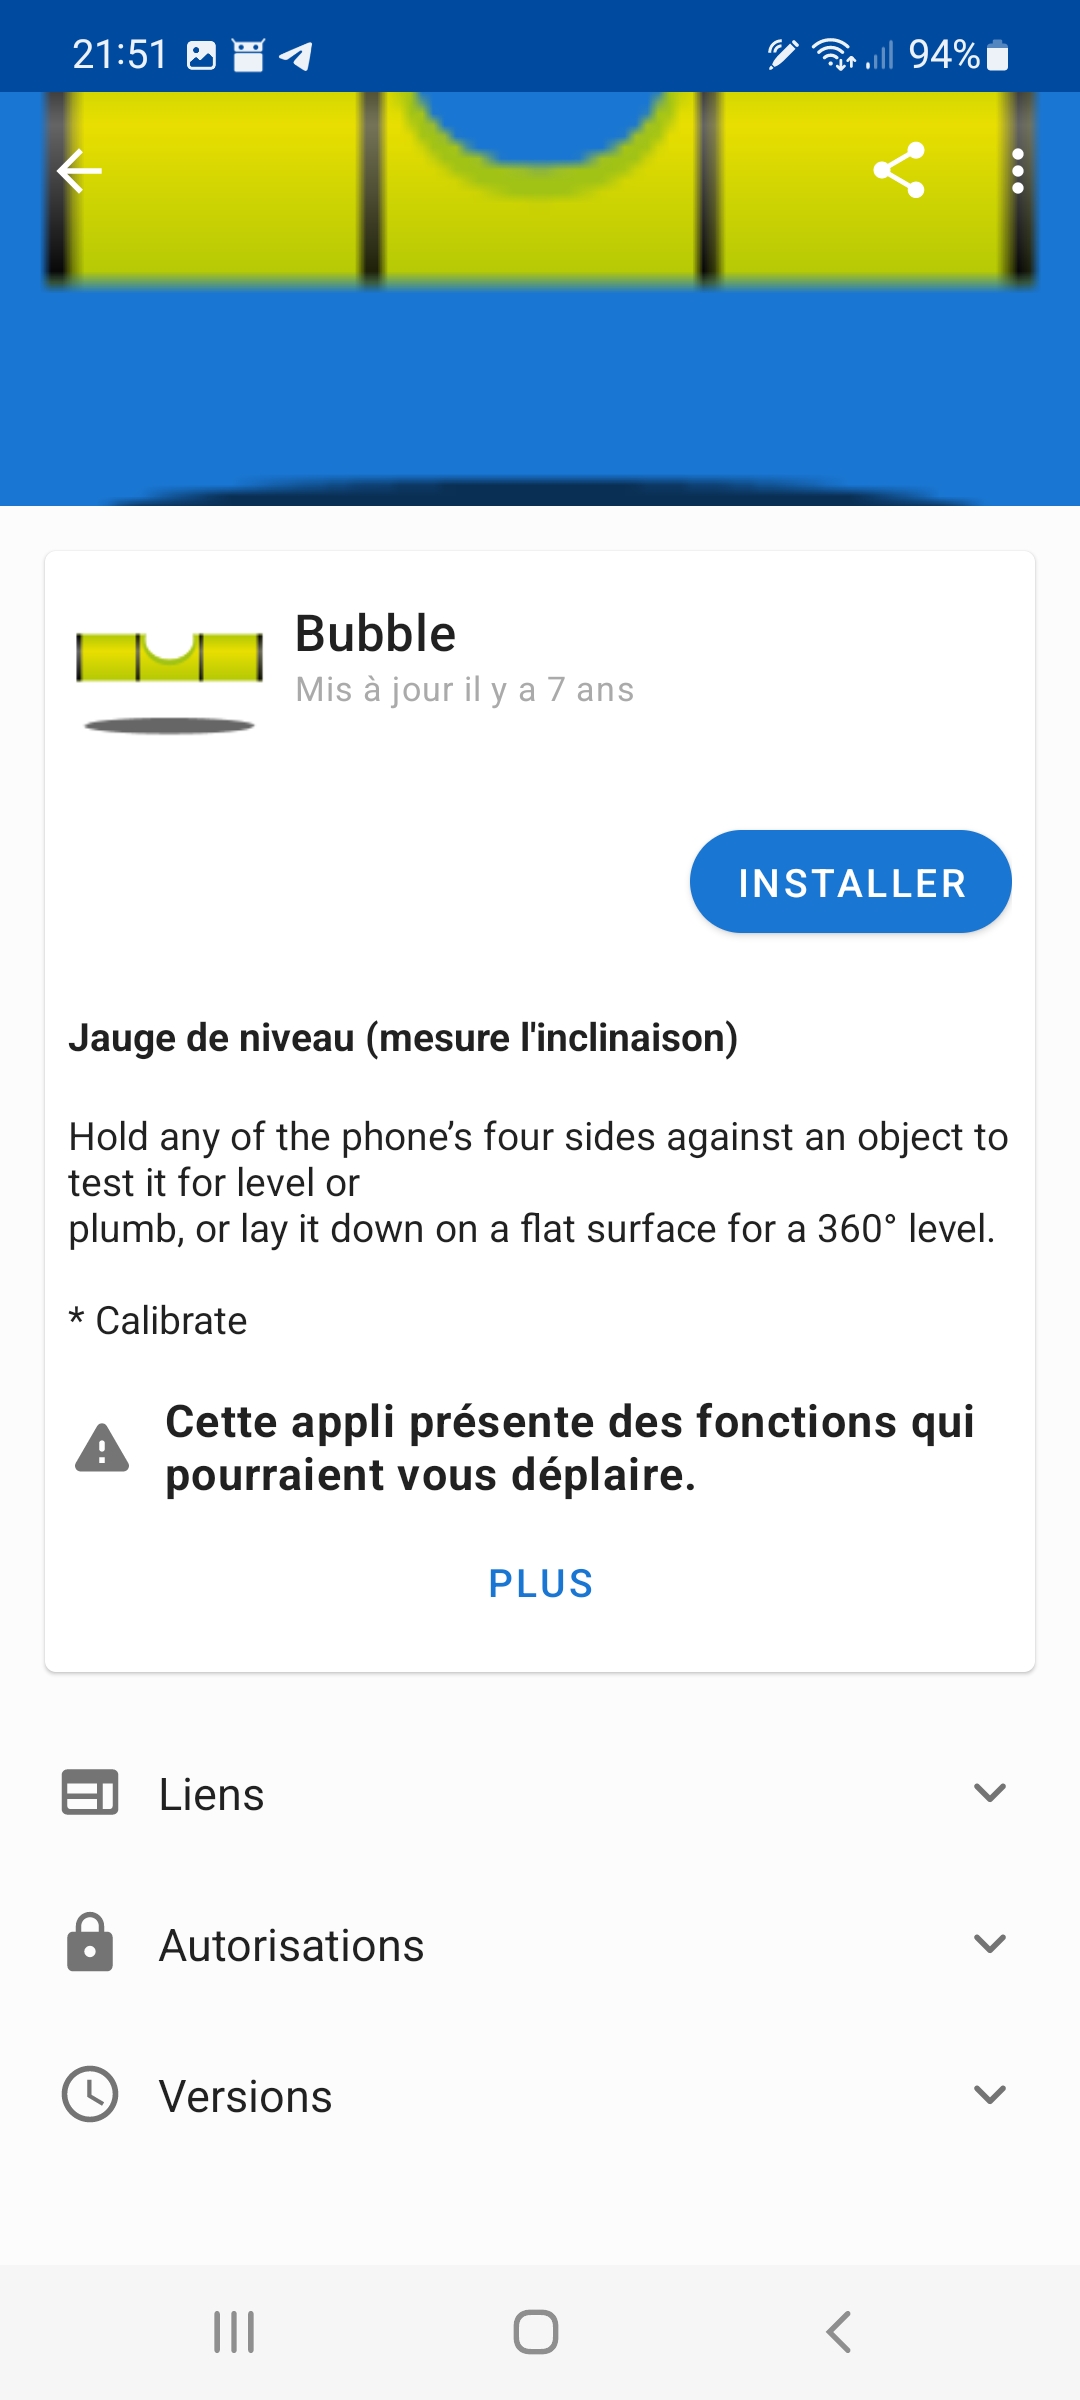 21:51
94%
Bubble
Mis à jour il y a 7 ans
INSTALLER
Jauge de niveau (mesure l'inclinaison)
Hold any of the phone’s four sides against an object to
test it for level or
plumb, or lay it down on a flat surface for a 360° level.
* Calibrate
Cette appli présente des fonctions qui
pourraient vous déplaire.
PLUS
Liens
Autorisations
Versions